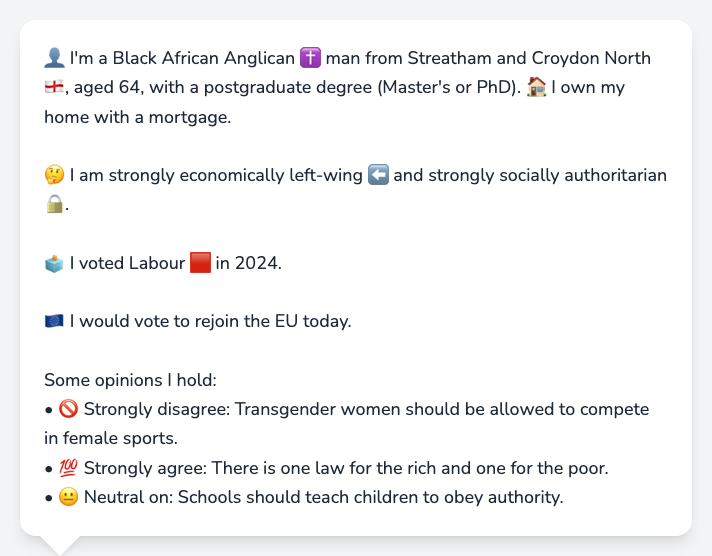 👤 I'm a Black African Anglican ✝️ man from Streatham and Croydon North
🏴󠁧󠁢󠁥󠁮󠁧󠁿, aged 64, with a postgraduate degree (Master's or PhD). 🏠 I own my
home with a mortgage.
🤔 I am strongly economically left-wing ⬅️ and strongly socially authoritarian
🔒.
🗳️ I voted Labour 🟥 in 2024.
🇪🇺 I would vote to rejoin the EU today.
Some opinions I hold:
• 🚫 Strongly disagree: Transgender women should be allowed to compete
in female sports.
• 💯 Strongly agree: There is one law for the rich and one for the poor.
• 😐 Neutral on: Schools should teach children to obey authority.